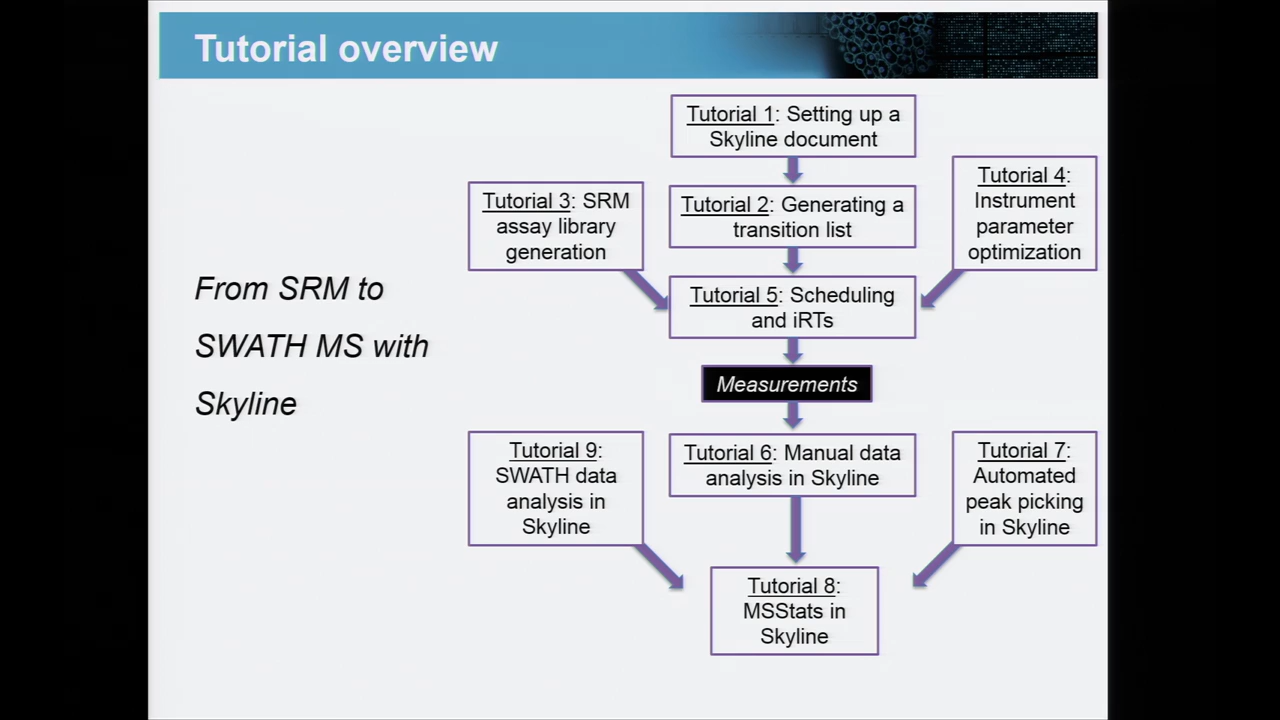 Tutorial overview
From SRM to
SWATH MS with
Skyline
Tutorial 1: Setting up a
Skyline document
Tutorial 3: SRM
assay library
generation
Tutorial 2: Generating a
transition list
Tutorial 4:
Instrument
parameter
optimization
Tutorial 5: Scheduling
and iRTs
Measurements
Tutorial 9:
SWATH data
analysis in
Skyline
Tutorial 6: Manual data
analysis in Skyline
Tutorial 7:
Automated
peak picking
in Skyline
Tutorial 8:
MSStats in
Skyline